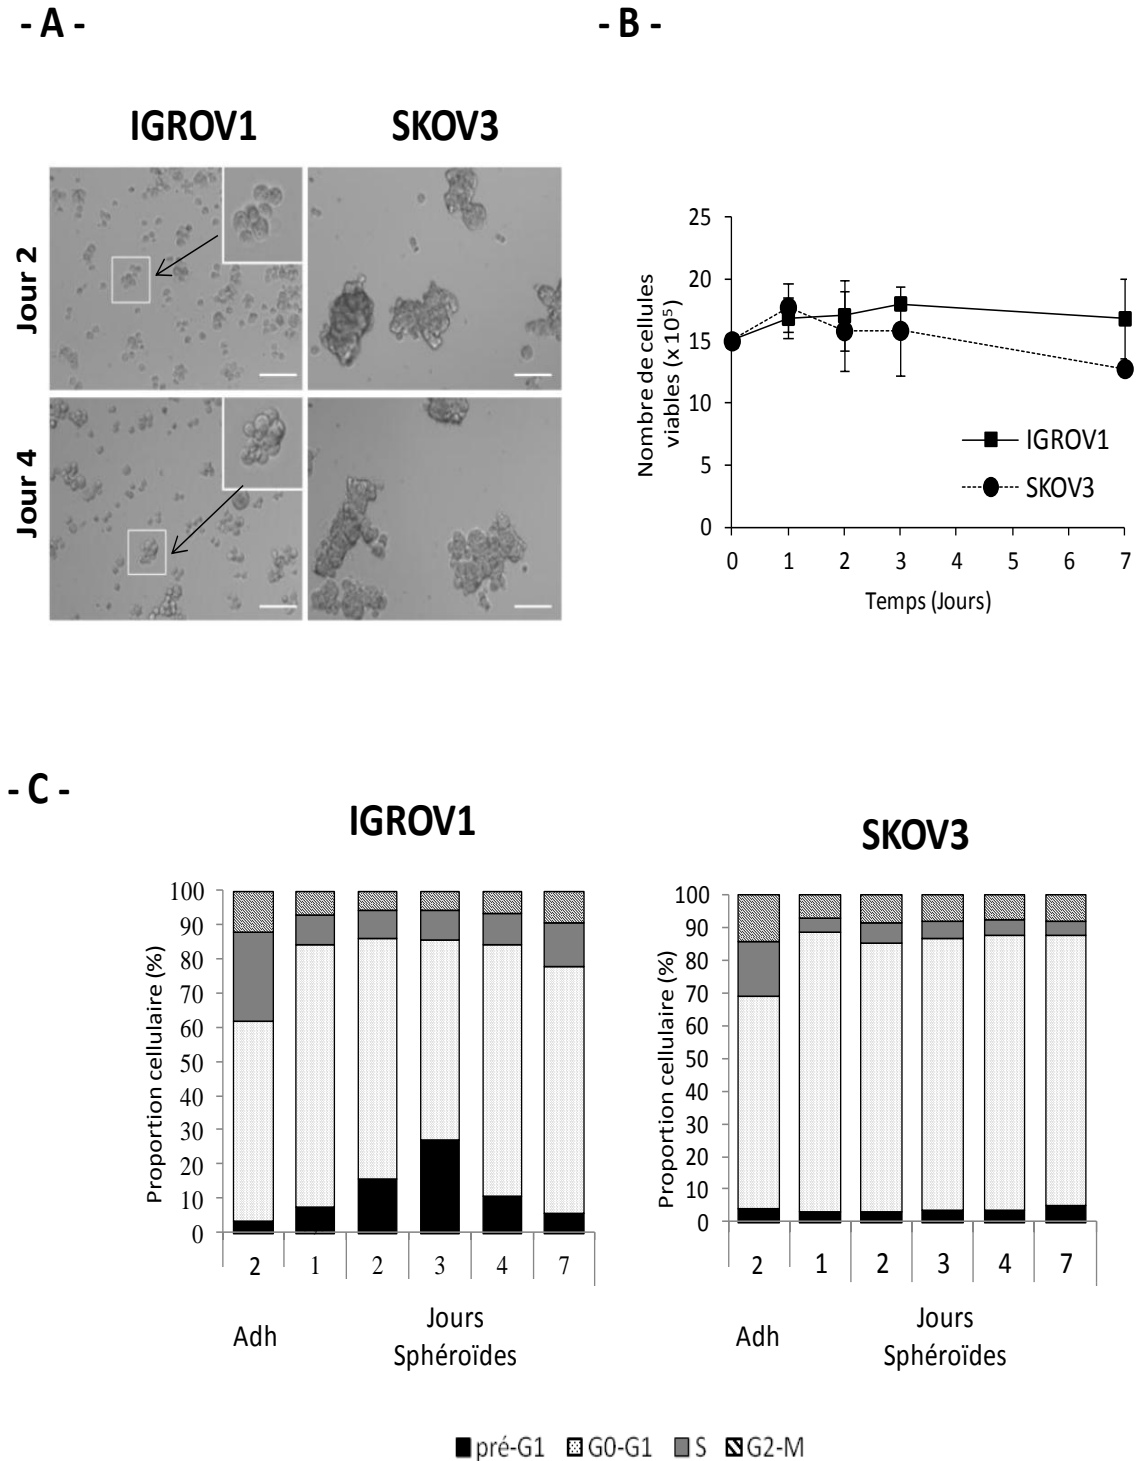 - A -
IGROV1 SKOV3
Jour 2
Jour 4
- B -
Nombre de cellules
viables (x 10⁵)
25
20
15
10
5
0
0 1 2 3 4 5 6 7
Temps (Jours)
IGROV1
SKOV3
- C -
IGROV1
Proportion cellulaire (%)
100
90
80
70
60
50
40
30
20
10
0
2 1 2 3 4 7
Adh
Jours
Sphéroïdes
SKOV3
Proportion cellulaire (%)
100
90
80
70
60
50
40
30
20
10
0
2 1 2 3 4 7
Adh
Jours
Sphéroïdes
pré-G1 G0-G1 S G2-M